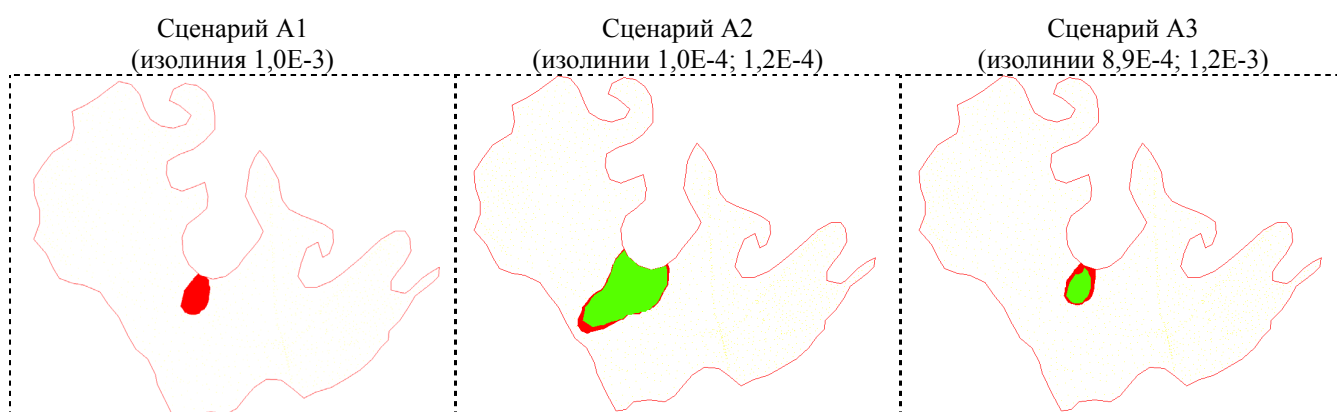 Сценарий А1
(изолиния 1,0Е-3)
Сценарий А2
(изолинии 1,0Е-4; 1,2Е-4)
Сценарий А3
(изолинии 8,9Е-4; 1,2Е-3)